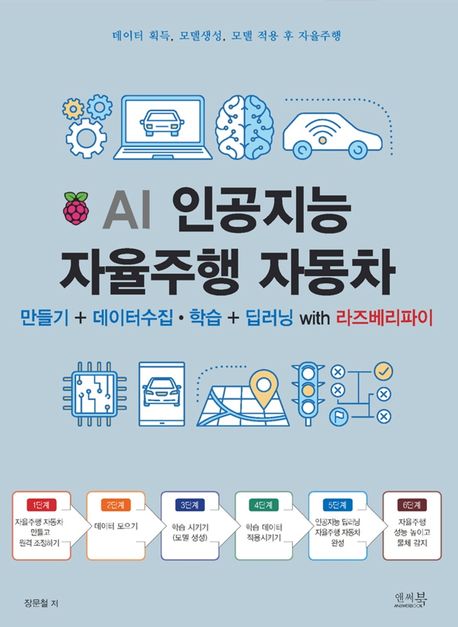 데이터 획득, 모델생성, 모델 적용 후 자율주행
AI 인공지능
자율주행 자동차
만들기 + 데이터수집 • 학습 + 딥러닝 with 라즈베리파이
1단계
자율주행 자동차
만들고
원격 조종하기
2단계
데이터 모으기
3단계
학습 시키기
(모델 생성)
4단계
학습 데이터
적용시키기
5단계
인공지능 딥러닝
자율주행 자동차
완성
6단계
자율주행
성능 높이고
물체 감지
장문철 저
앤써북
ANSWERBOOK